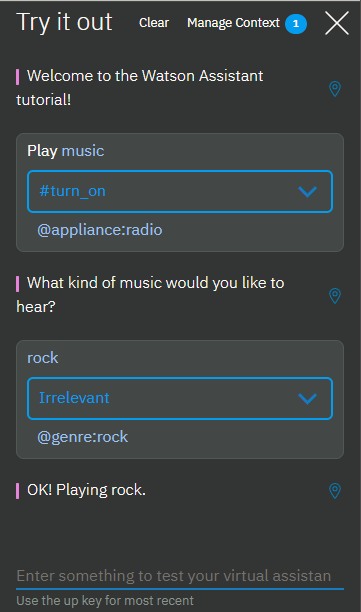 Try it out Clear Manage Context 1
Welcome to the Watson Assistant
tutorial!
Play music
#turn_on
@appliance:radio
What kind of music would you like to
hear?
rock
Irrelevant
@genre:rock
OK! Playing rock.
Enter something to test your virtual assistan
Use the up key for most recent